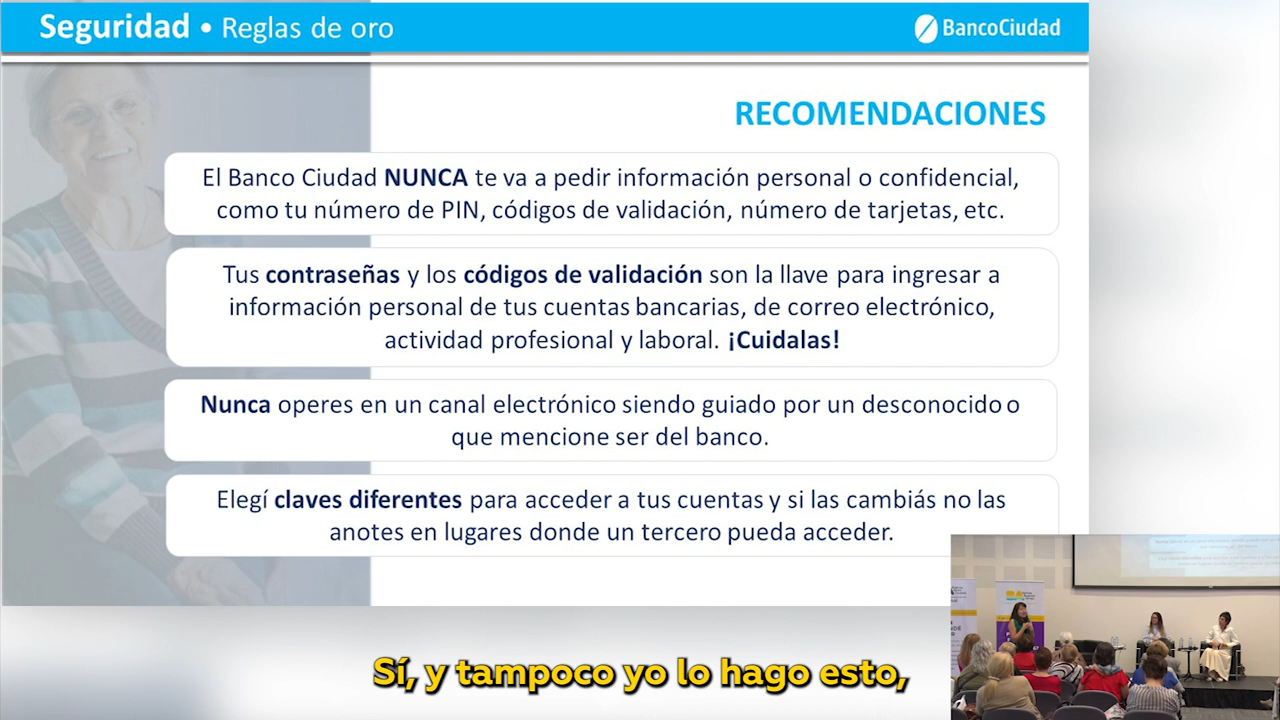 Seguridad • Reglas de oro
BancoCiudad
RECOMENDACIONES
El Banco Ciudad NUNCA te va a pedir información personal o confidencial,
como tu número de PIN, códigos de validación, número de tarjetas, etc.
Tus contraseñas y los códigos de validación son la llave para ingresar a
información personal de tus cuentas bancarias, de correo electrónico,
actividad profesional y laboral. ¡Cuidalas!
Nunca operes en un canal electrónico siendo guiado por un desconocido o
que mencione ser del banco.
Elegí claves diferentes para acceder a tus cuentas y si las cambiás no las
anotes en lugares donde un tercero pueda acceder.
Sí, y tampoco yo lo hago esto,